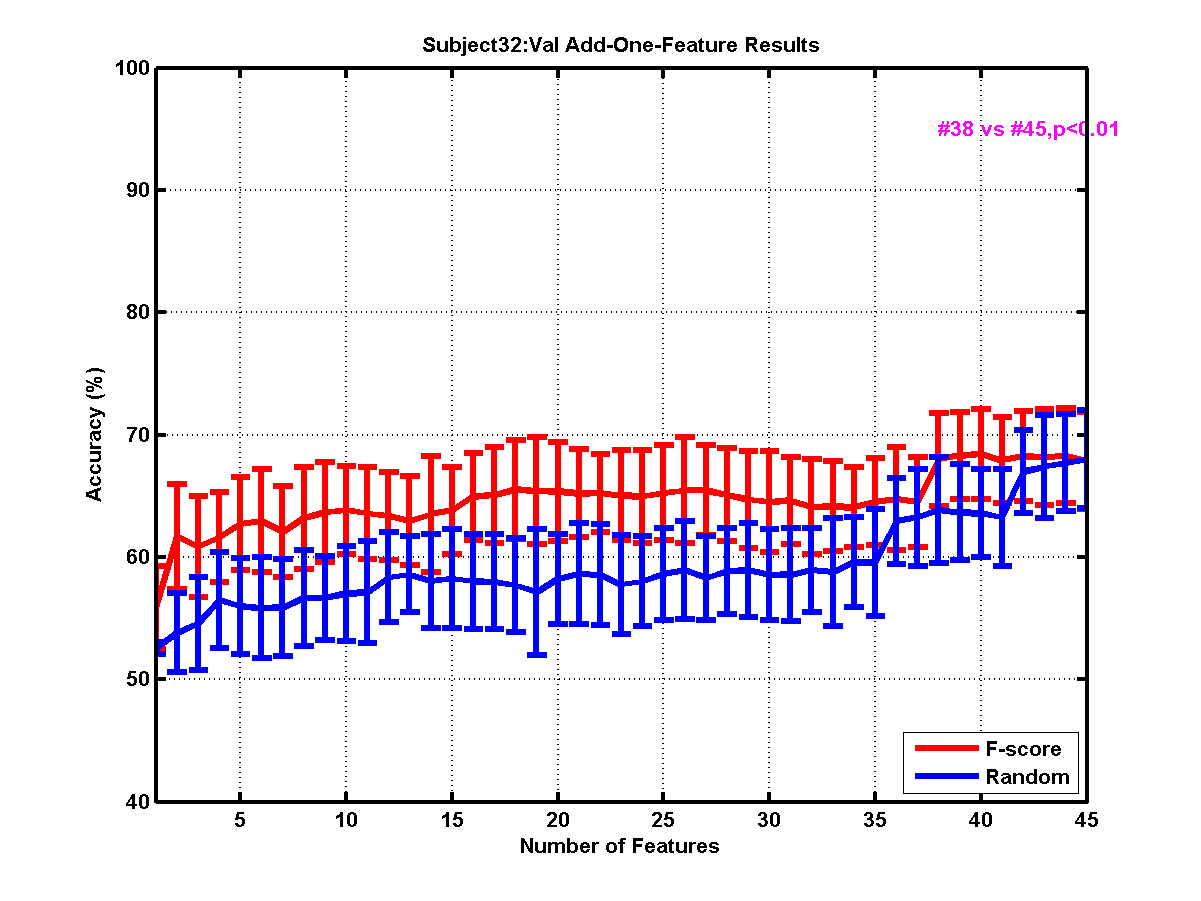 Subject32:Val Add-One-Feature Results
100
90
80
70
60
50
40
Accuracy (%)
#38 vs #45,p<0.01
F-score
Random
5 10 15 20 25 30 35 40 45
Number of Features